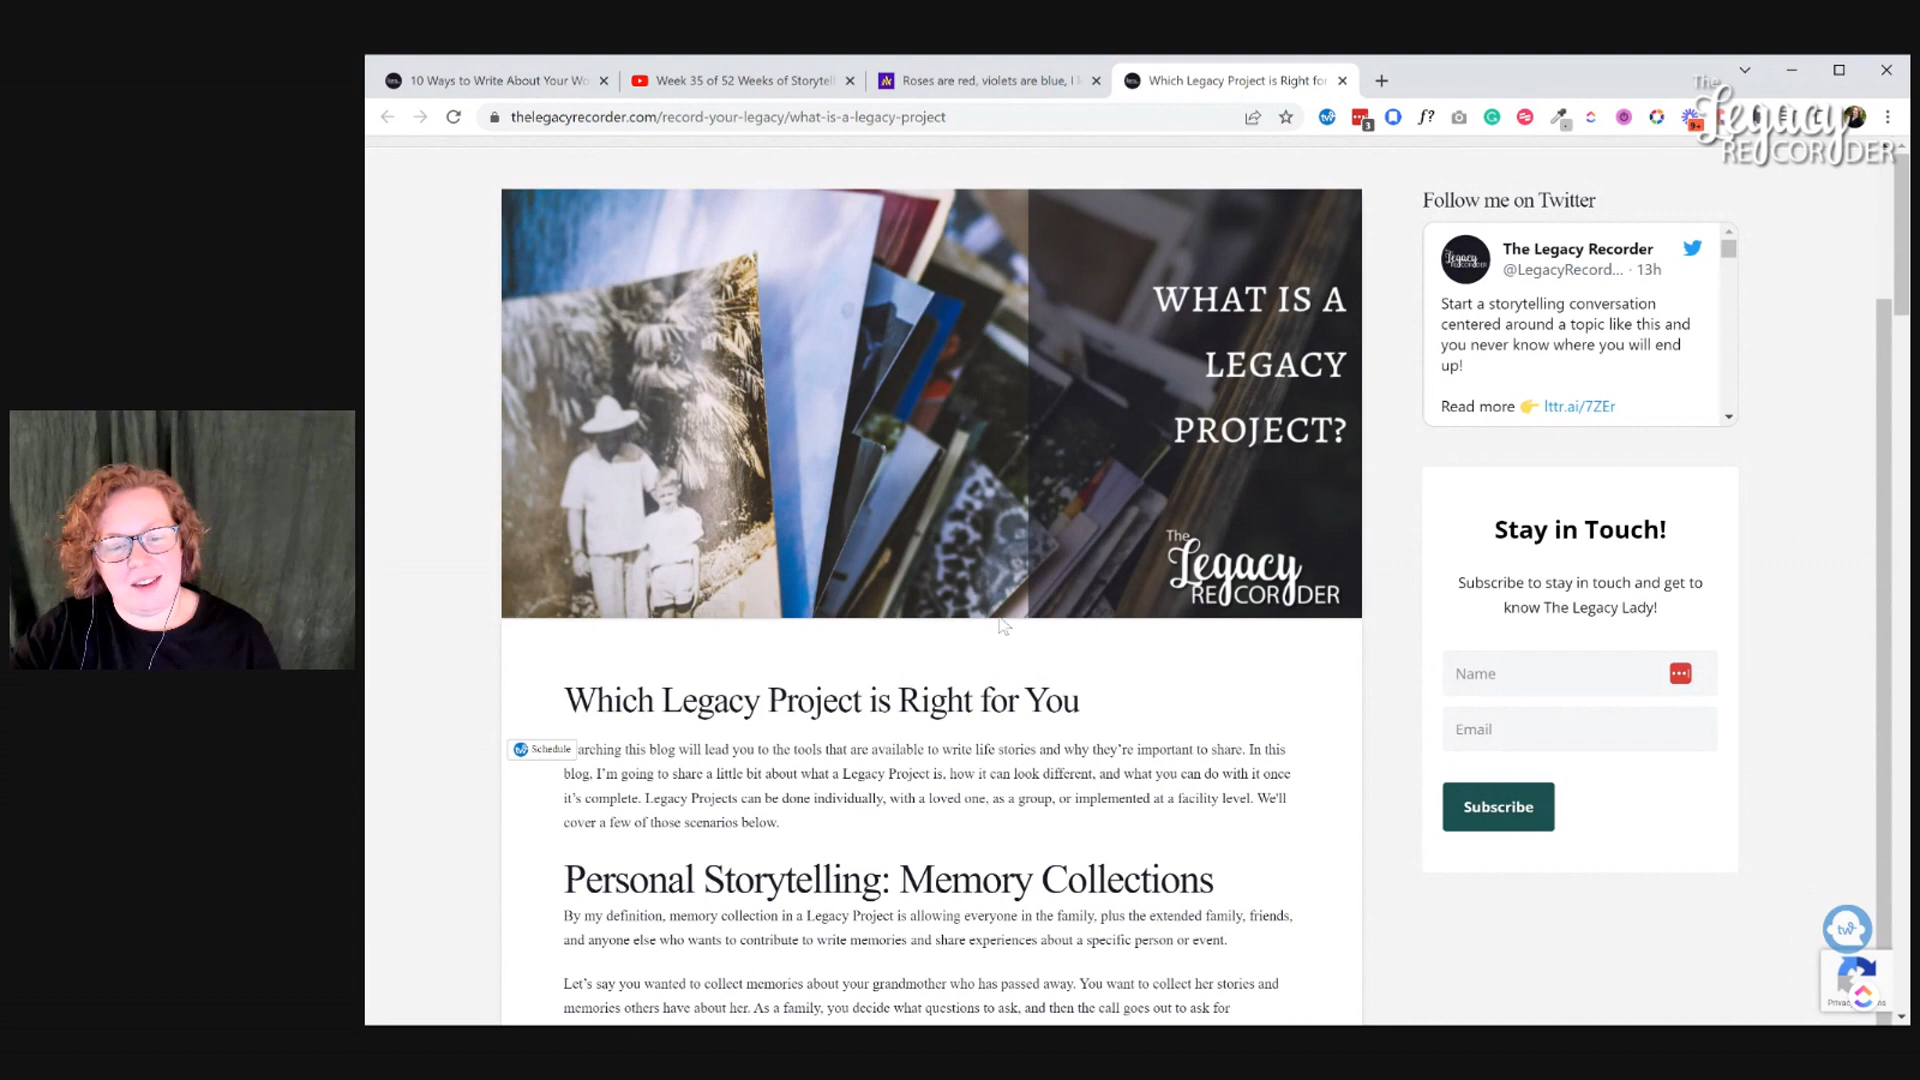 10 Ways to Write About Your Wo
Week 35 of 52 Weeks of Storytell
Roses are red, violets are blue, I
Which Legacy Project is Right for
thelegacyrecorder.com/record-your-legacy/what-is-a-legacy-project
f?
3
9+
The
Legacy
RECORDER
WHAT IS A
LEGACY
PROJECT?
The
Legacy
RECORDER
Follow me on Twitter
The Legacy Recorder
@LegacyRecord... · 13h
Start a storytelling conversation
centered around a topic like this and
you never know where you will end
up!
Read more 👉 lttr.ai/7ZEr
Stay in Touch!
Subscribe to stay in touch and get to
know The Legacy Lady!
Name
Email
Subscribe
Which Legacy Project is Right for You
Schedule
arching this blog will lead you to the tools that are available to write life stories and why they're important to share. In this
blog, I'm going to share a little bit about what a Legacy Project is, how it can look different, and what you can do with it once
it's complete. Legacy Projects can be done individually, with a loved one, as a group, or implemented at a facility level. We'll
cover a few of those scenarios below.
Personal Storytelling: Memory Collections
By my definition, memory collection in a Legacy Project is allowing everyone in the family, plus the extended family, friends,
and anyone else who wants to contribute to write memories and share experiences about a specific person or event.
Let's say you wanted to collect memories about your grandmother who has passed away. You want to collect her stories and
memories others have about her. As a family, you decide what questions to ask, and then the call goes out to ask for
tw